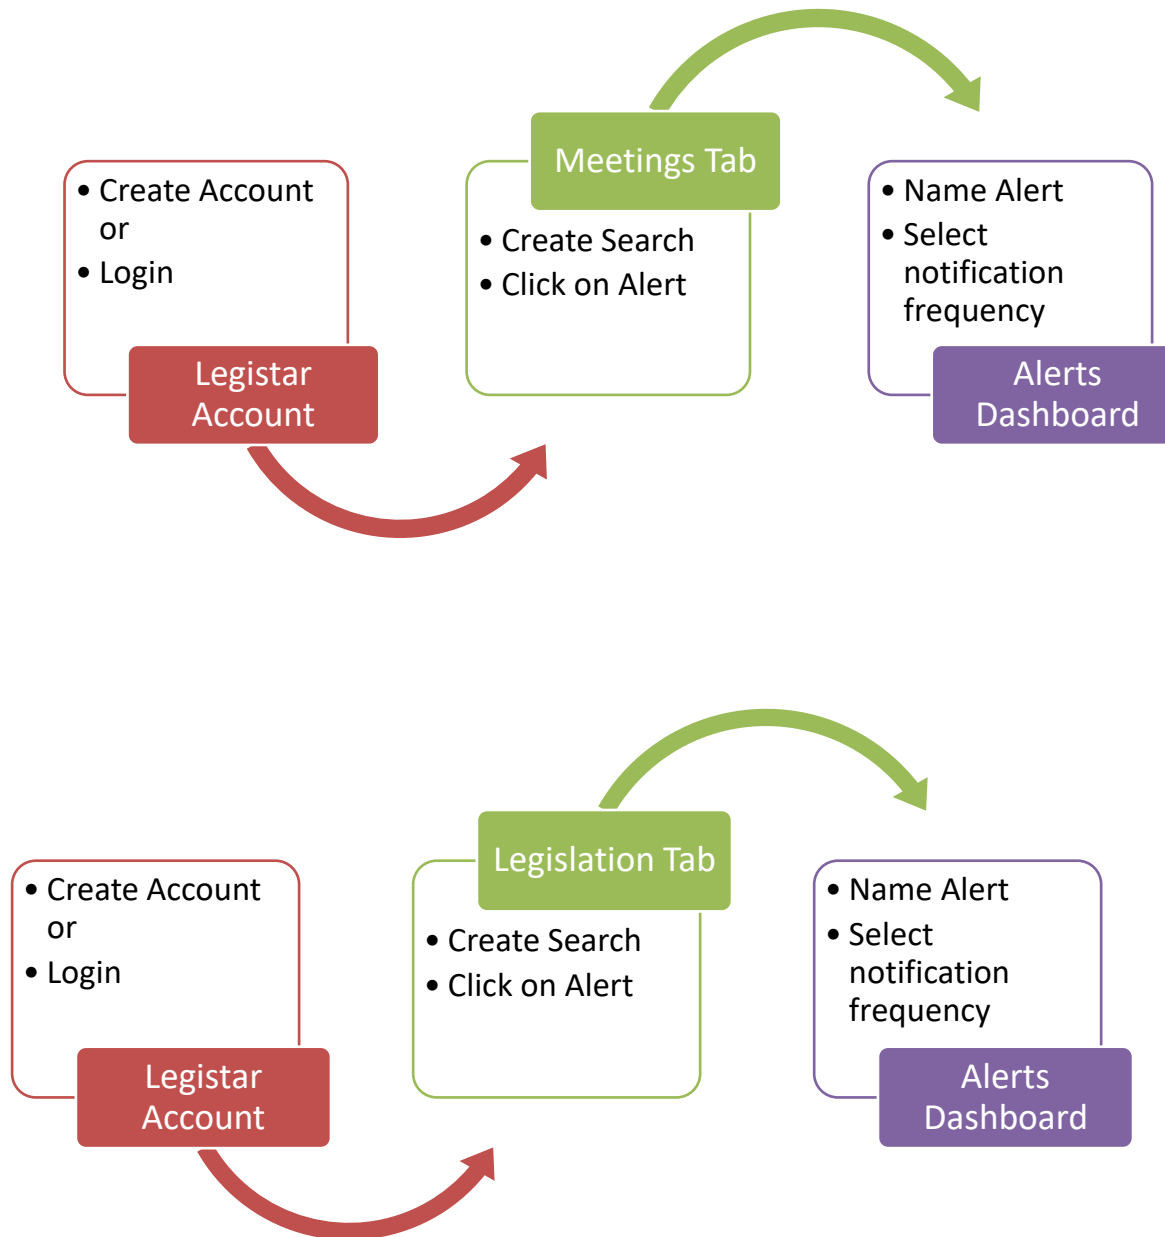 • Create Account
or
• Login
Legistar
Account
Meetings Tab
• Create Search
• Click on Alert
• Name Alert
• Select
notification
frequency
Alerts
Dashboard
• Create Account
or
• Login
Legistar
Account
Legislation Tab
• Create Search
• Click on Alert
• Name Alert
• Select
notification
frequency
Alerts
Dashboard